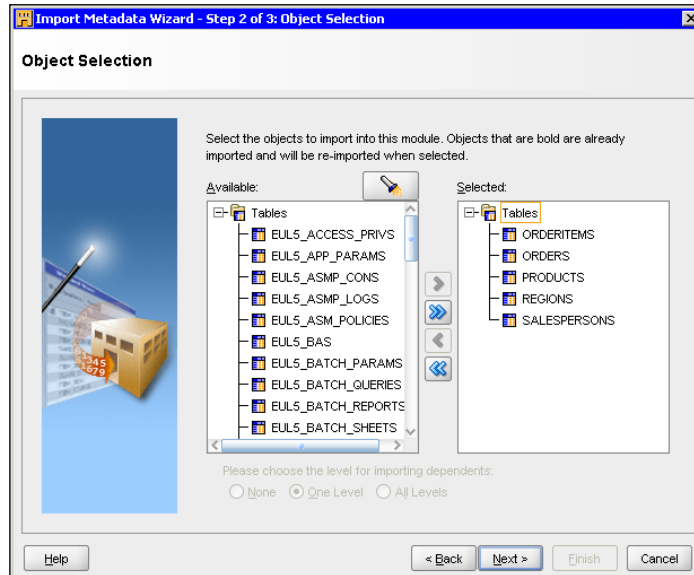 Import Metadata Wizard - Step 2 of 3: Object Selection
Object Selection
Select the objects to import into this module. Objects that are bold are already
imported and will be re-imported when selected.
Available:
Selected:
Tables
EUL5_ACCESS_PRIVS
EUL5_APP_PARAMS
EUL5_ASMP_CONS
EUL5_ASMP_LOGS
EUL5_ASM_POLICIES
EUL5_BAS
EUL5_BATCH_PARAMS
EUL5_BATCH_QUERIES
EUL5_BATCH_REPORTS
EUL5_BATCH_SHEETS
Tables
ORDERITEMS
ORDERS
PRODUCTS
REGIONS
SALESPERSONS
Please choose the level for importing dependents:
None One Level All Levels
Help < Back Next > Finish Cancel